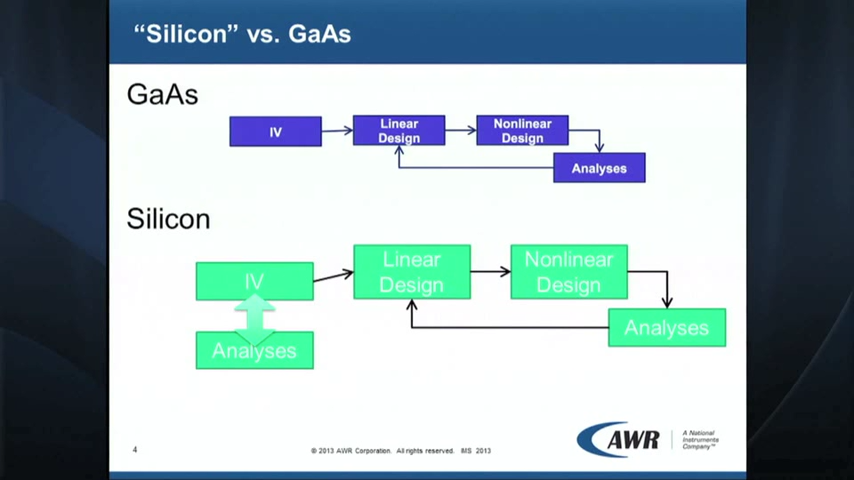 “Silicon” vs. GaAs
GaAs
IV
Linear
Design
Nonlinear
Design
Analyses
Silicon
IV
Linear
Design
Nonlinear
Design
Analyses
Analyses
4
© 2013 AWR Corporation. All rights reserved. IMS 2013
AWR
A National
Instruments
Company™